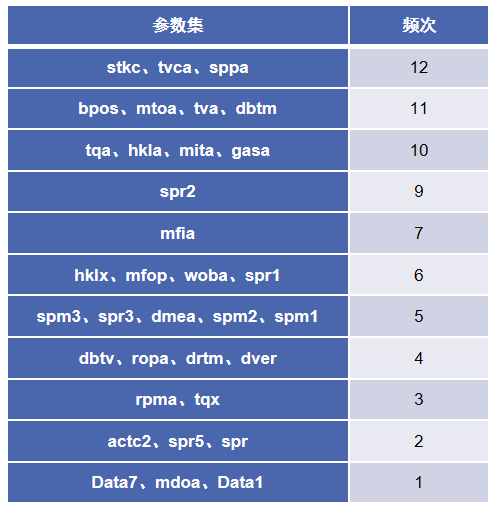 参数集 频次
stkc、tvca、sppa 12
bpos、mtoa、tva、dbtm 11
tqa、hkla、mita、gasa 10
spr2 9
mfia 7
hklx、mfop、woba、spr1 6
spm3、spr3、dmea、spm2、spm1 5
dbtv、ropa、drtm、dver 4
rpma、tqx 3
actc2、spr5、spr 2
Data7、mdoa、Data1 1